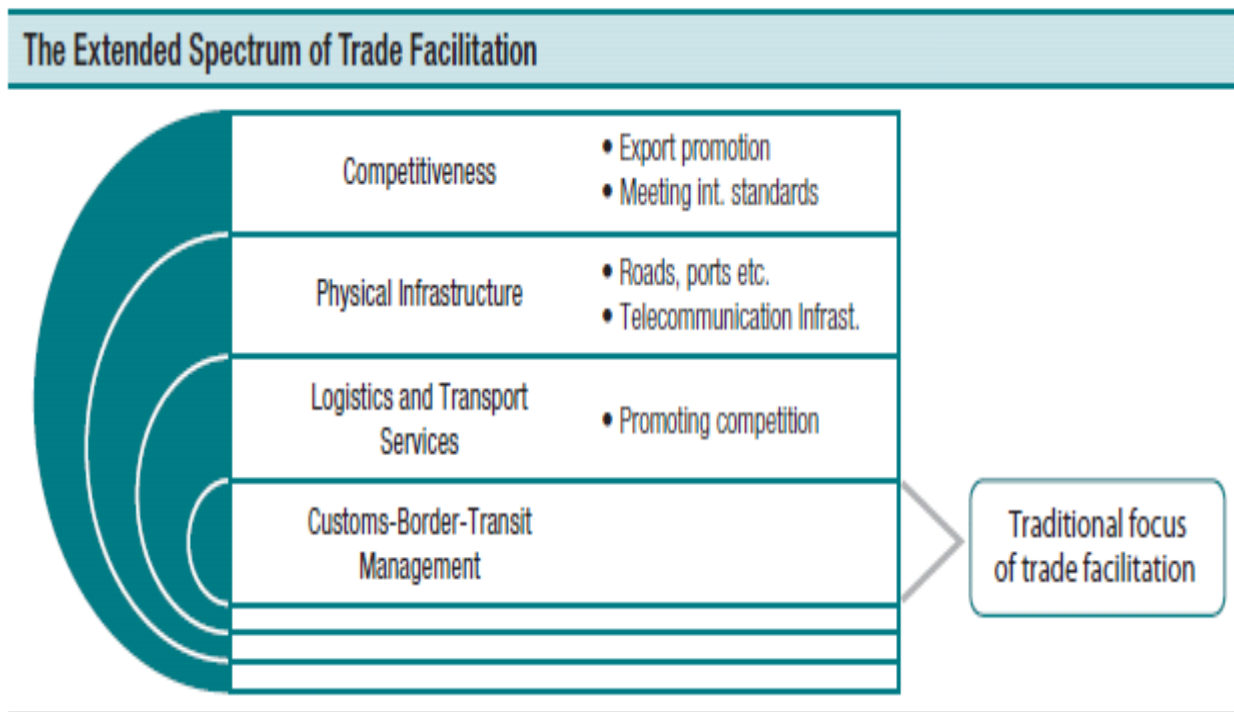 The Extended Spectrum of Trade Facilitation
Competitiveness
• Export promotion
• Meeting int. standards
Physical Infrastructure
• Roads, ports etc.
• Telecommunication Infrast.
Logistics and Transport
Services
• Promoting competition
Customs-Border-Transit
Management
Traditional focus
of trade facilitation